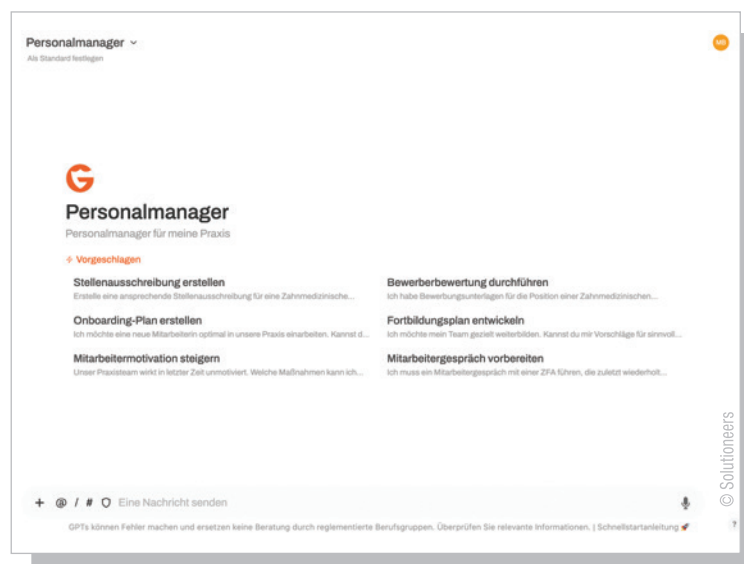 Personalmanager
Als Standard festlegen
MB
Personalmanager
Personalmanager für meine Praxis
Vorgeschlagen
Stellenausschreibung erstellen
Erstelle eine ansprechende Stellenausschreibung für eine Zahnmedizinische...
Bewerberbewertung durchführen
Ich habe Bewerbungsunterlagen für die Position einer Zahnmedizinischen...
Onboarding-Plan erstellen
Ich möchte eine neue Mitarbeiterin optimal in unsere Praxis einarbeiten. Kannst d...
Fortbildungsplan entwickeln
Ich möchte mein Team gezielt weiterbilden. Kannst du mir Vorschläge für sinnvoll...
Mitarbeitermotivation steigern
Unser Praxisteam wirkt in letzter Zeit unmotiviert. Welche Maßnahmen kann ich...
Mitarbeitergespräch vorbereiten
Ich muss ein Mitarbeitergespräch mit einer ZFA führen, die zuletzt wiederholt...
+ @ / # Eine Nachricht senden
GPTs können Fehler machen und ersetzen keine Beratung durch reglementierte Berufsgruppen. Überprüfen Sie relevante Informationen. | Schnellstartanleitung 🚀
?
© Solutioneers